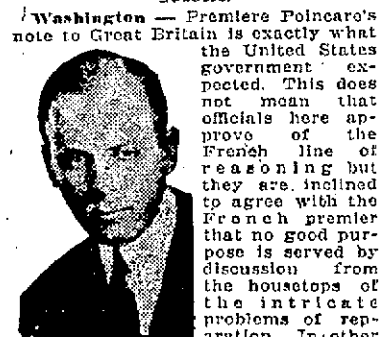 Washington — Premiere Poincare's
note to Great Britain is exactly what
the United States
government ex-
pected. This does
not mean that
officials here ap-
prove of the
French line of
reasoning but
they are inclined
to agree with the
French premier
that no good pur-
pose is served by
discussion from
the housetops of
the intricate
problems of rep-
aration. In other